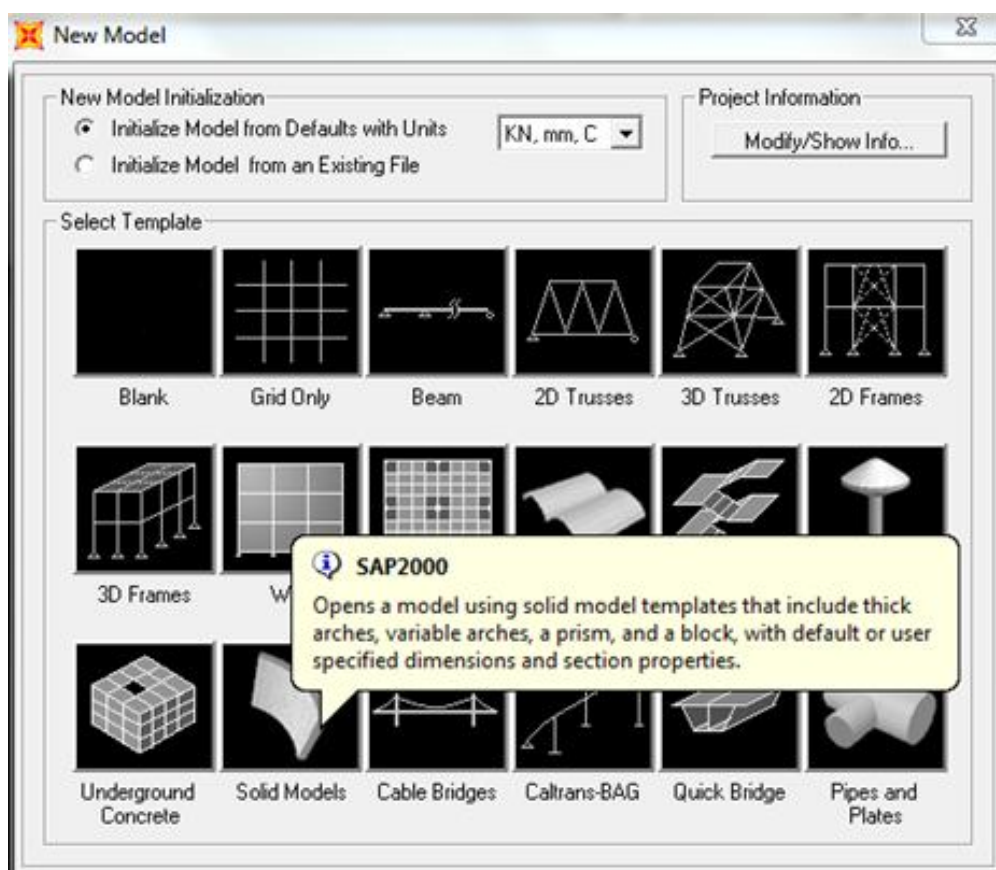 New Model
New Model Initialization
Initialize Model from Defaults with Units
KN, mm, C
Initialize Model from an Existing File
Project Information
Modify/Show Info...
Select Template
Blank
Grid Only
Beam
2D Trusses
3D Trusses
2D Frames
3D Frames
W
SAP2000
Opens a model using solid model templates that include thick
arches, variable arches, a prism, and a block, with default or user
specified dimensions and section properties.
Underground
Concrete
Solid Models
Cable Bridges
Caltrans-BAG
Quick Bridge
Pipes and
Plates